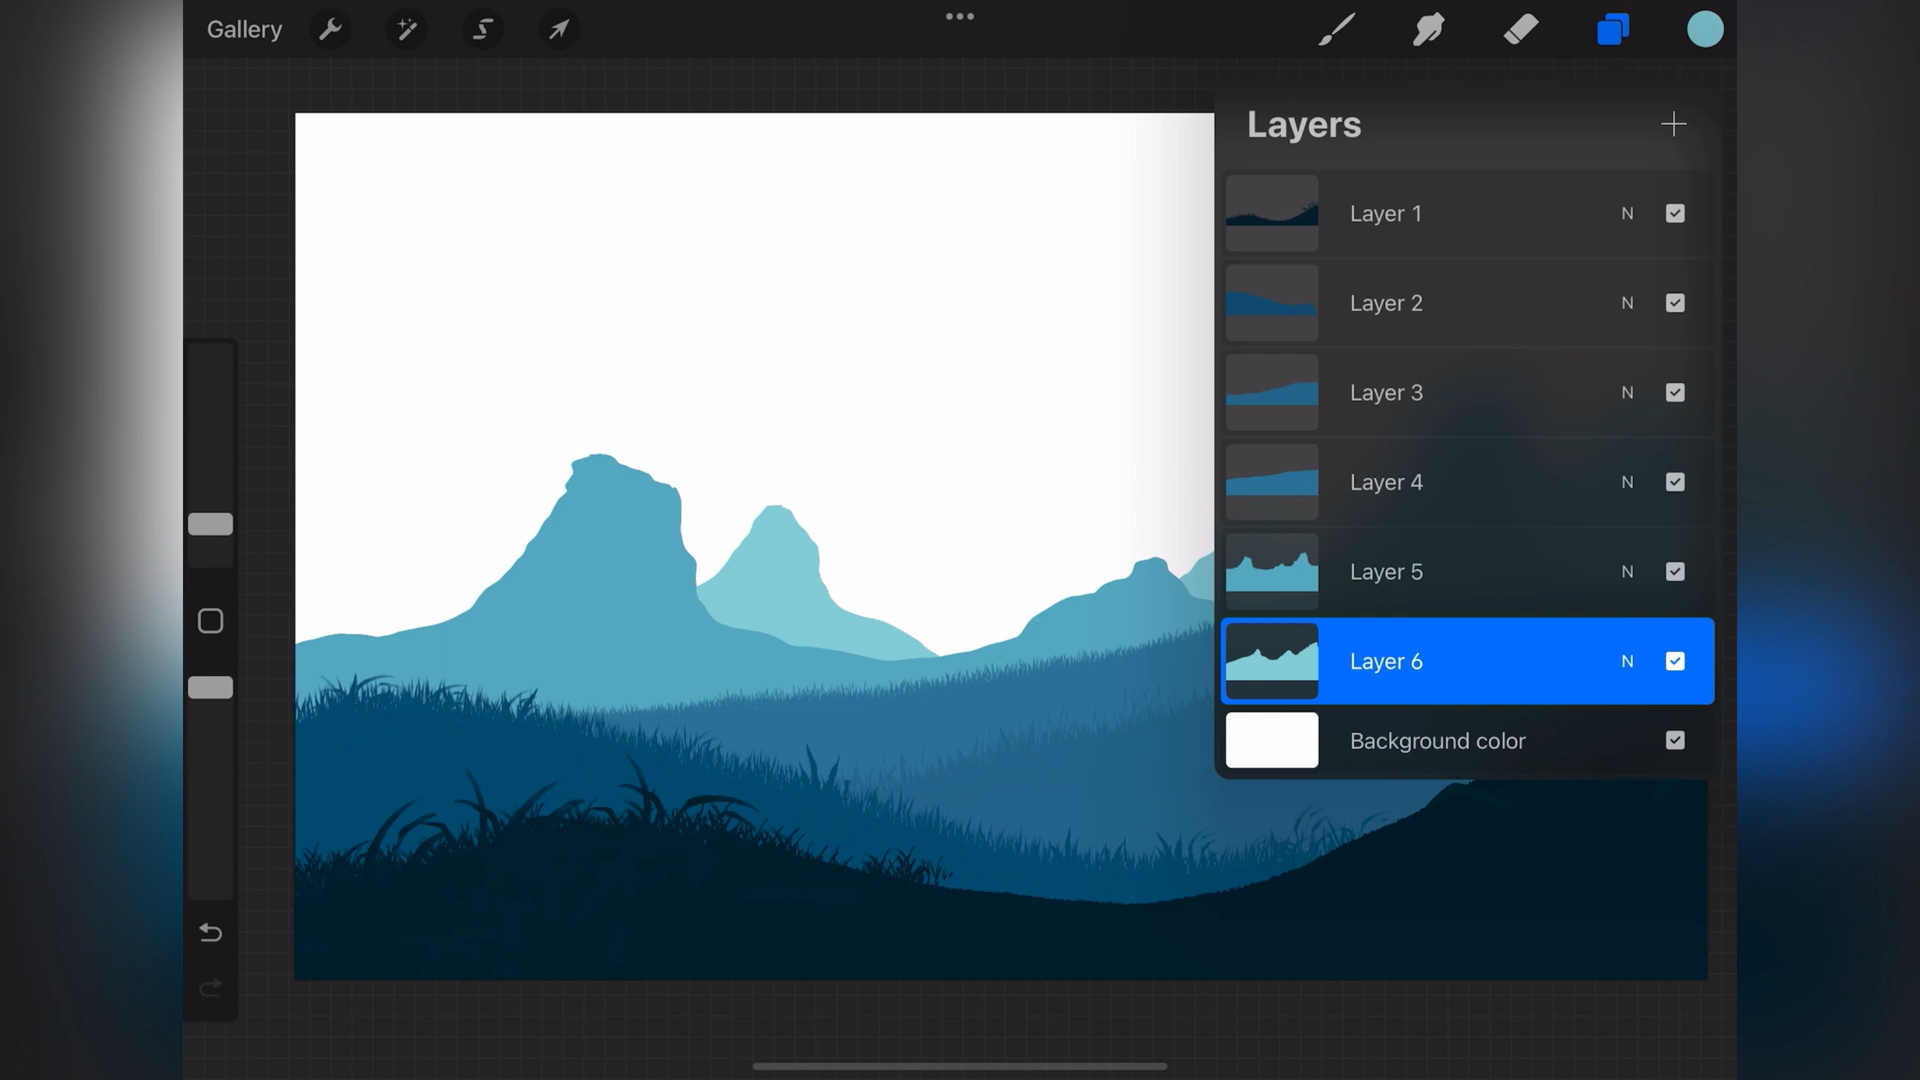 Gallery
Layers
Layer 1 N
Layer 2 N
Layer 3 N
Layer 4 N
Layer 5 N
Layer 6 N
Background color